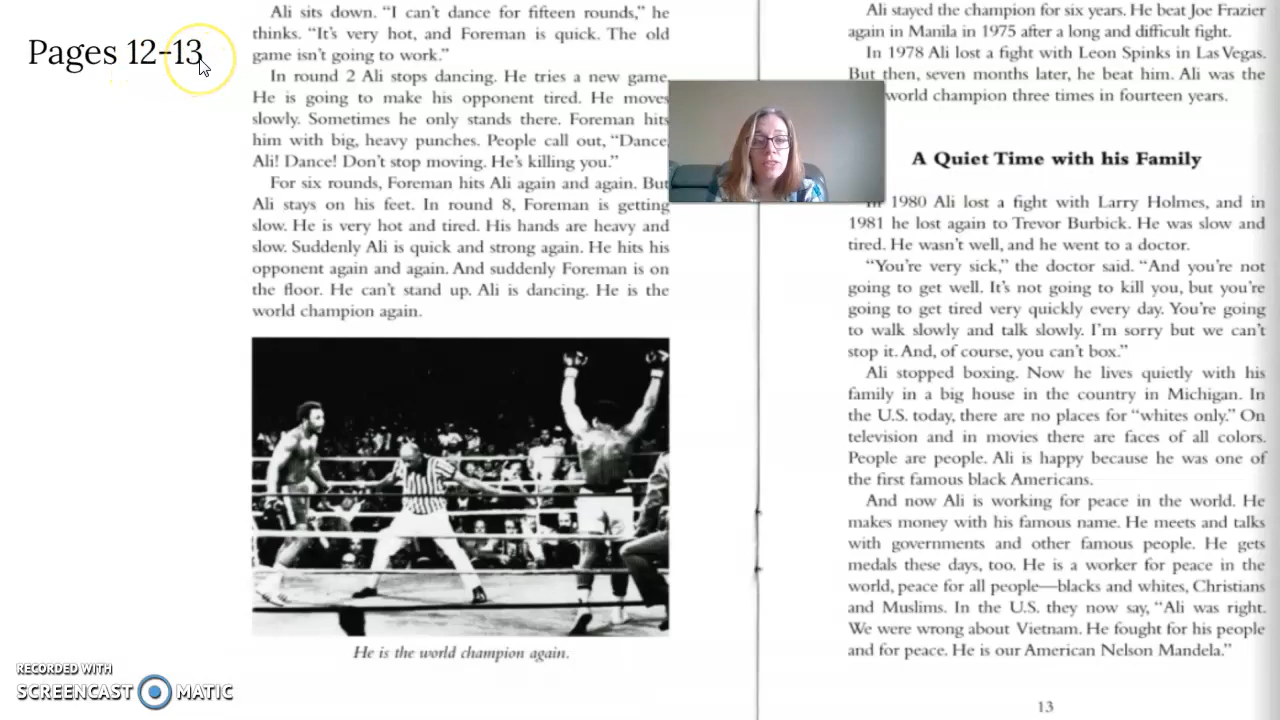 Pages 12-13
Ali sits down. “I can’t dance for fifteen rounds,” he
thinks. “It’s very hot, and Foreman is quick. The old
game isn’t going to work.”
In round 2 Ali stops dancing. He tries a new game.
He is going to make his opponent tired. He moves
slowly. Sometimes he only stands there. Foreman hits
him with big, heavy punches. People call out, “Dance,
Ali! Dance! Don’t stop moving. He’s killing you.”
For six rounds, Foreman hits Ali again and again. But
Ali stays on his feet. In round 8, Foreman is getting
slow. He is very hot and tired. His hands are heavy and
slow. Suddenly Ali is quick and strong again. He hits his
opponent again and again. And suddenly Foreman is on
the floor. He can’t stand up. Ali is dancing. He is the
world champion again.
He is the world champion again.
Ali stayed the champion for six years. He beat Joe Frazier
again in Manila in 1975 after a long and difficult fight.
In 1978 Ali lost a fight with Leon Spinks in Las Vegas.
But then, seven months later, he beat him. Ali was the
world champion three times in fourteen years.
A Quiet Time with his Family
In 1980 Ali lost a fight with Larry Holmes, and in
1981 he lost again to Trevor Burbick. He was slow and
tired. He wasn’t well, and he went to a doctor.
“You’re very sick,” the doctor said. “And you’re not
going to get well. It’s not going to kill you, but you’re
going to get tired very quickly every day. You’re going
to walk slowly and talk slowly. I’m sorry but we can’t
stop it. And, of course, you can’t box.”
Ali stopped boxing. Now he lives quietly with his
family in a big house in the country in Michigan. In
the U.S. today, there are no places for “whites only.” On
television and in movies there are faces of all colors.
People are people. Ali is happy because he was one of
the first famous black Americans.
And now Ali is working for peace in the world. He
makes money with his famous name. He meets and talks
with governments and other famous people. He gets
medals these days, too. He is a worker for peace in the
world, peace for all people—blacks and whites, Christians
and Muslims. In the U.S. they now say, “Ali was right.
We were wrong about Vietnam. He fought for his people
and for peace. He is our American Nelson Mandela.”
13
RECORDED WITH
SCREENCAST MATIC